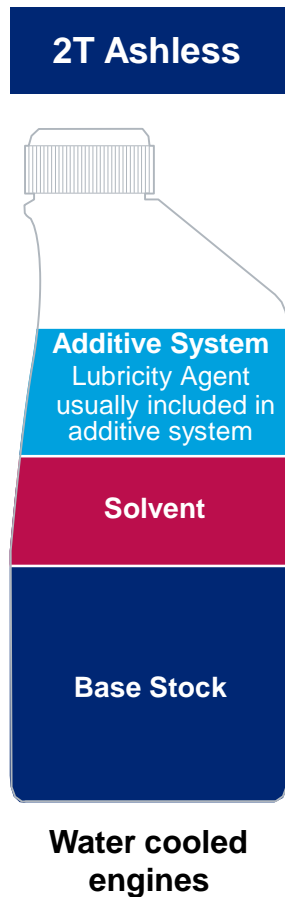 2T Ashless
Additive System
Lubricity Agent
usually included in
additive system
Solvent
Base Stock
Water cooled
engines